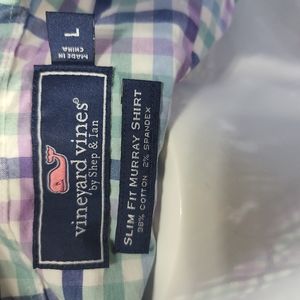 L
MADE IN
CHINA
vineyard vines®
by Shep & Ian
SLIM FIT MURRAY SHIRT
98% COTTON 2% SPANDEX